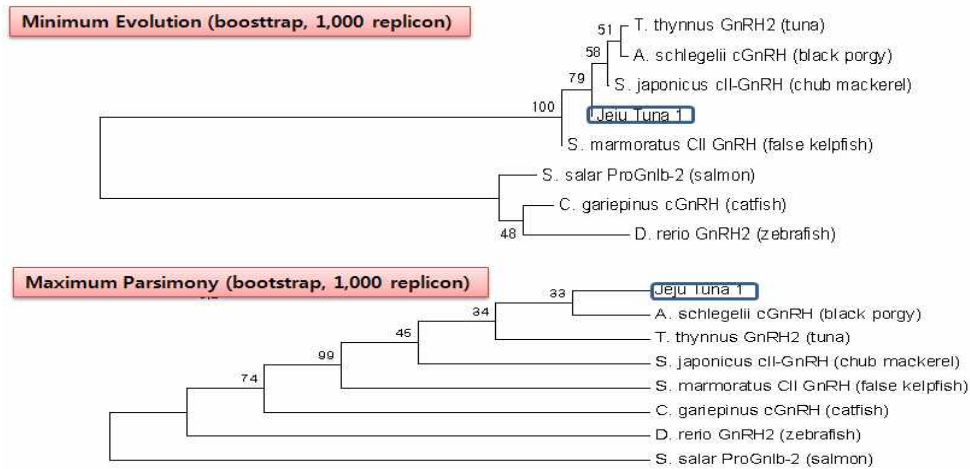 Minimum Evolution (boosttrap, 1,000 replicon)
51
T. thynnus GnRH2 (tuna)
58
A. schlegelii cGnRH (black porgy)
79
S. japonicus cII-GnRH (chub mackerel)
100
Jeju Tuna 1
S. marmoratus CII GnRH (false kelpfish)
S. salar ProGnIb-2 (salmon)
C. gariepinus cGnRH (catfish)
48
D. rerio GnRH2 (zebrafish)
Maximum Parsimony (bootstrap, 1,000 replicon)
33
Jeju Tuna 1
34
A. schlegelii cGnRH (black porgy)
45
T. thynnus GnRH2 (tuna)
99
S. japonicus cII-GnRH (chub mackerel)
74
S. marmoratus CII GnRH (false kelpfish)
C. gariepinus cGnRH (catfish)
D. rerio GnRH2 (zebrafish)
S. salar ProGnIb-2 (salmon)